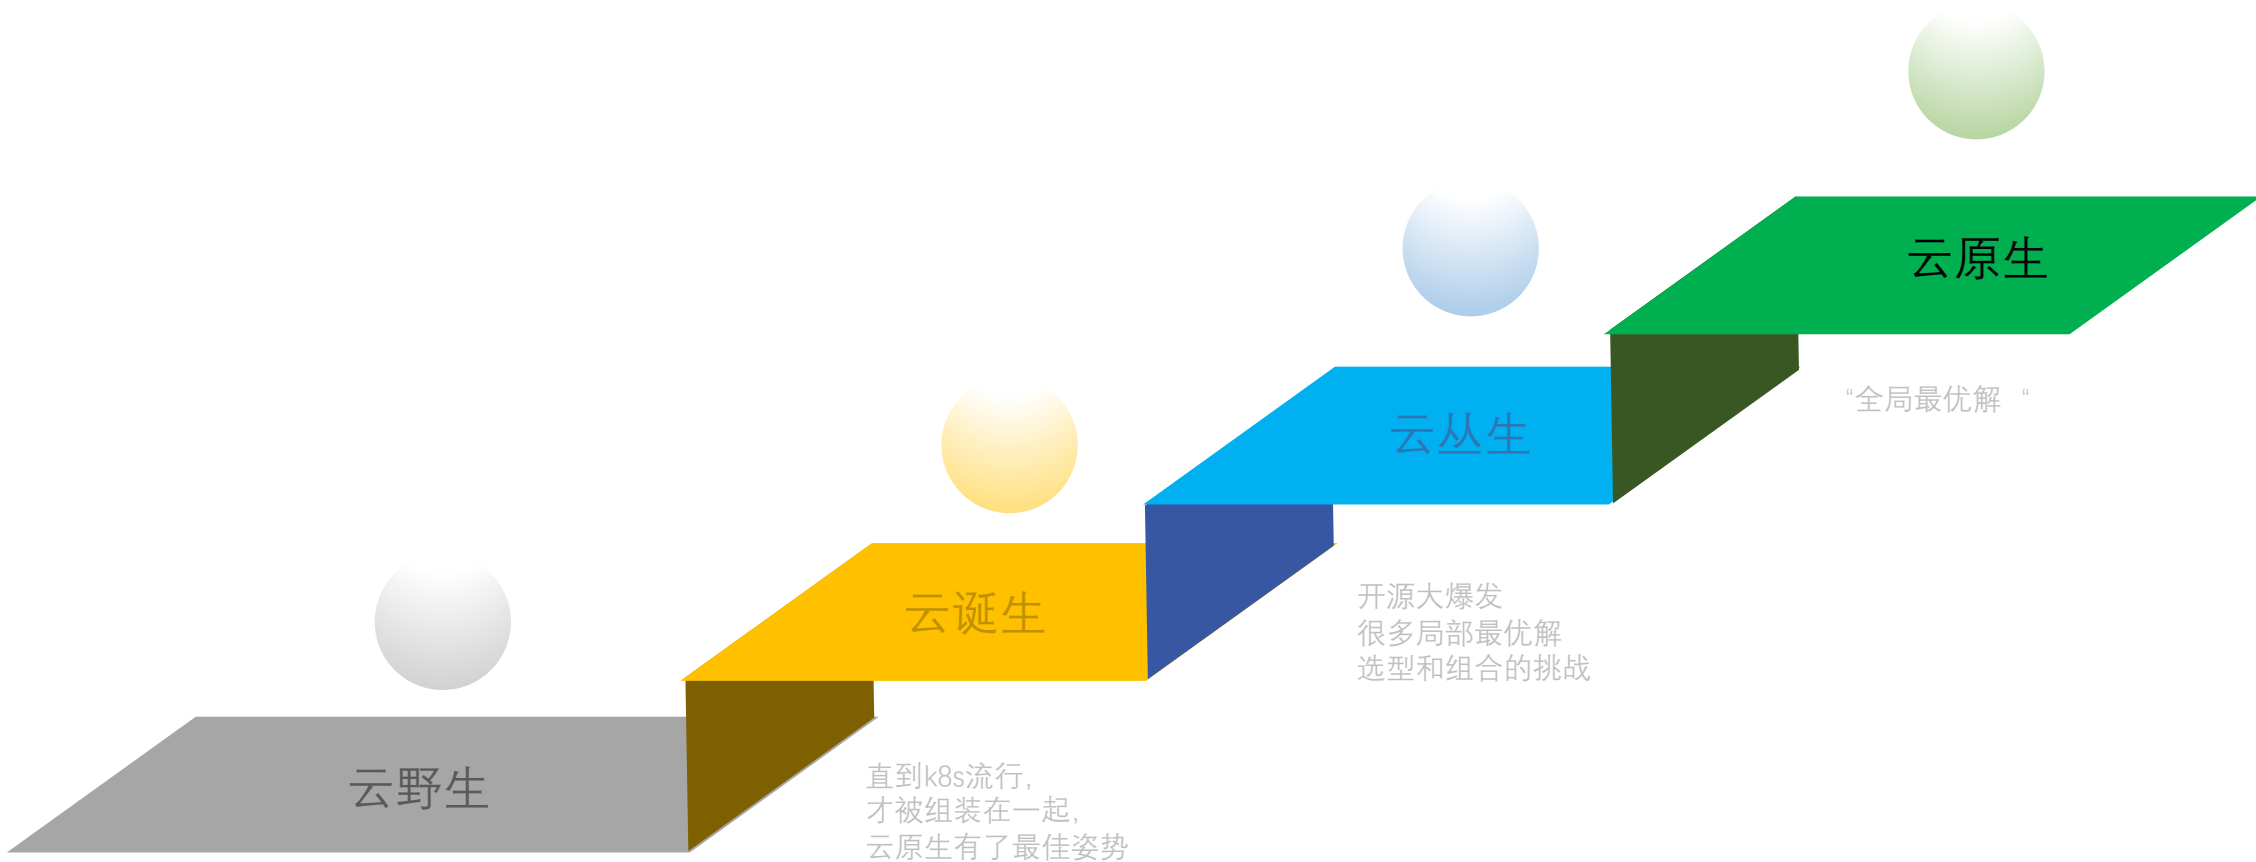 云原生
“全局最优解 “
云丛生
开源大爆发
很多局部最优解
选型和组合的挑战
云诞生
直到k8s流行,
才被组装在一起,
云原生有了最佳姿势
云野生